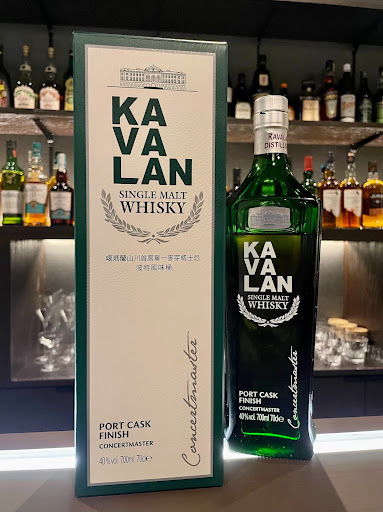 KA
VA
LAN
SINGLE MALT
WHISKY
噶瑪蘭山川首席單一麥芽威士忌
波特風味桶
Concertmaster
PORT CASK
FINISH
CONCERTMASTER
40%vol 700ml 70cl e
KAVALAN
DISTILLERY
KA
VA
LAN
SINGLE MALT
WHISKY
Concertmaster
PORT CASK
FINISH
CONCERTMASTER
40%vol 700ml 70cl e